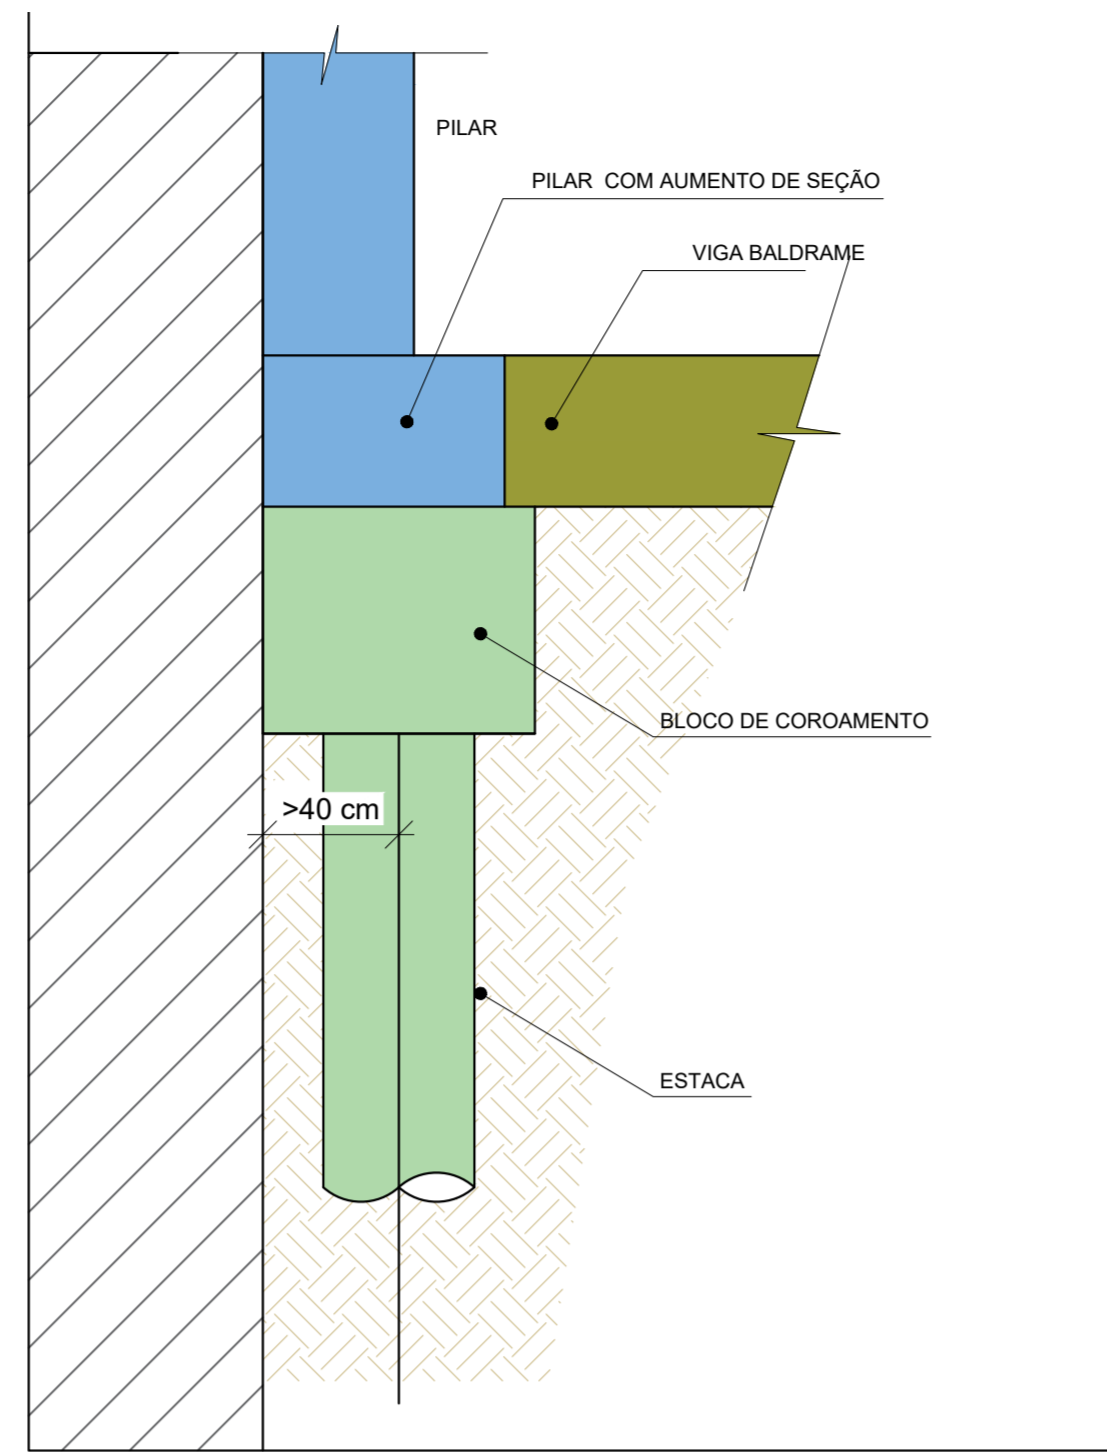 PILAR
PILAR COM AUMENTO DE SEÇÃO
VIGA BALDRAME
BLOCO DE COROAMENTO
>40 cm
ESTACA